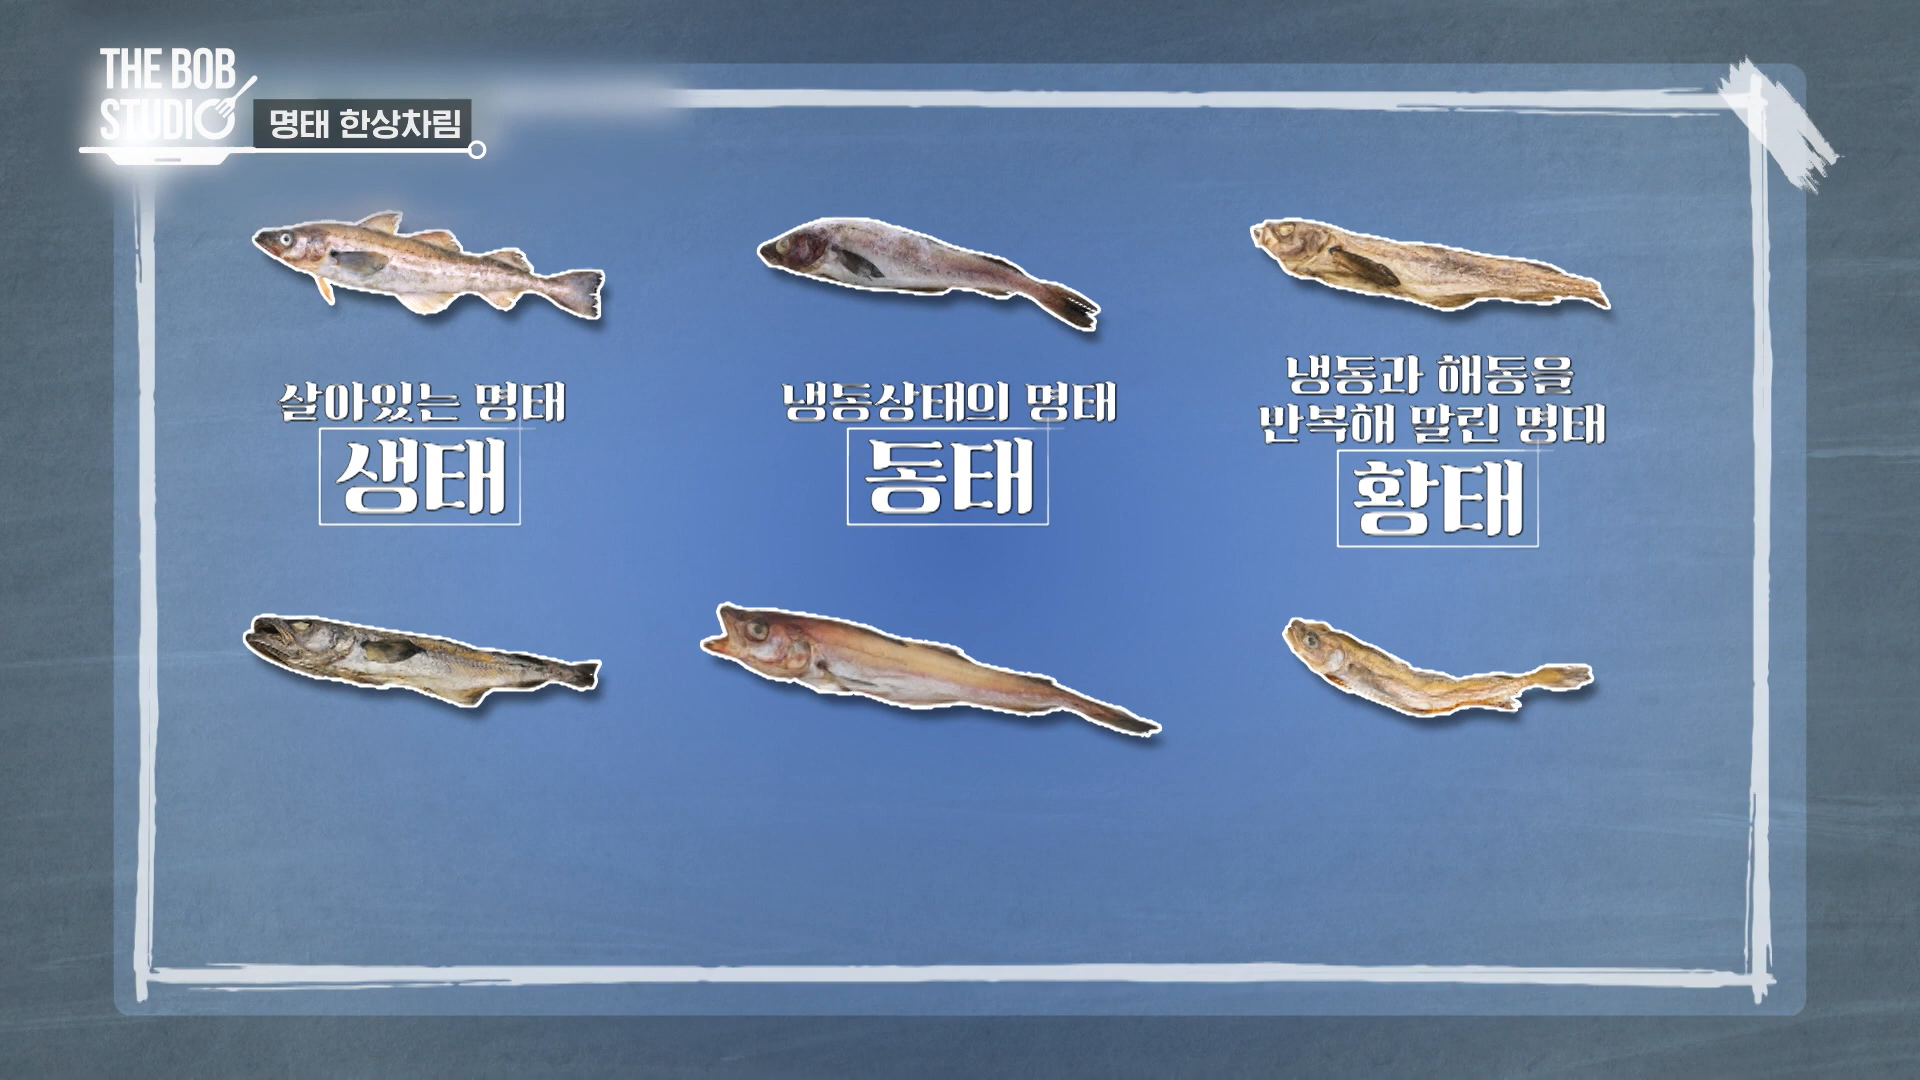 THE BOB
STUDIO
명태 한상차림
살아있는 명태
생태
냉동상태의 명태
동태
냉동과 해동을
반복해 말린 명태
황태